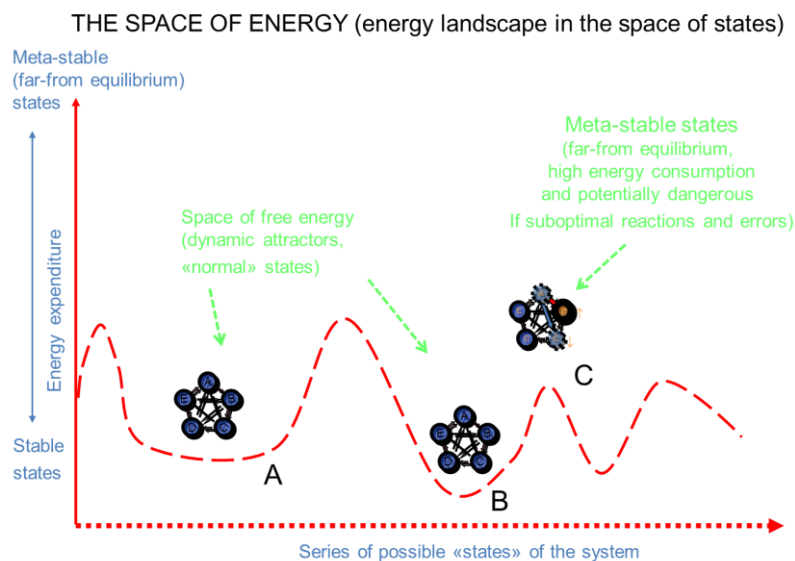 THE SPACE OF ENERGY (energy landscape in the space of states)
Meta-stable
(far-from equilibrium)
states
Meta-stable states
(far-from equilibrium,
high energy consumption
and potentially dangerous
If suboptimal reactions and errors)
Space of free energy
(dynamic attractors,
«normal» states)
Energy expenditure
Stable
states
A
E
B
D
C
A
A
E
B
D
C
B
C
Series of possible «states» of the system